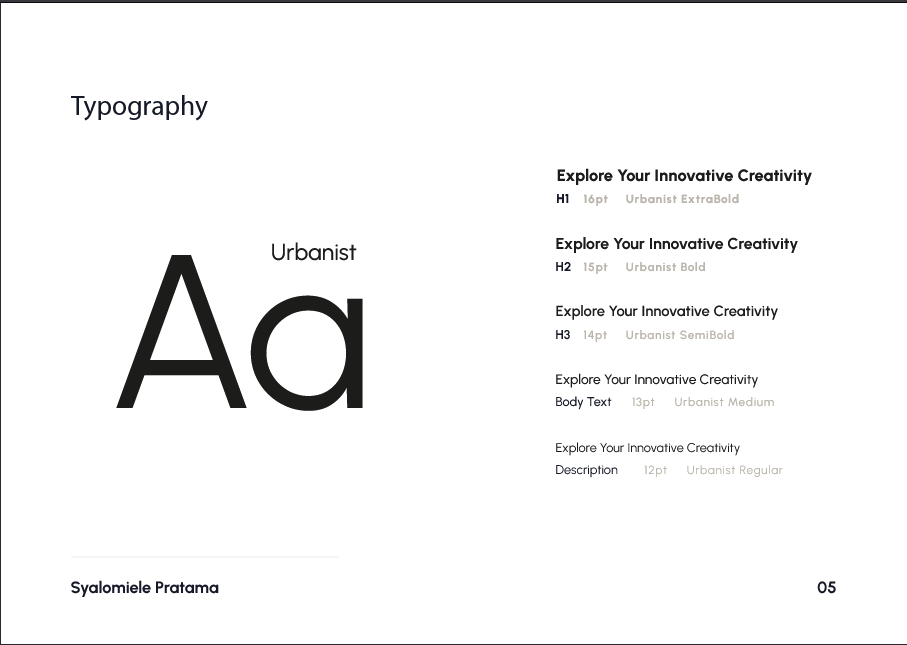 Typography
Urbanist
Aa
Explore Your Innovative Creativity
H1 16pt Urbanist ExtraBold
Explore Your Innovative Creativity
H2 15pt Urbanist Bold
Explore Your Innovative Creativity
H3 14pt Urbanist SemiBold
Explore Your Innovative Creativity
Body Text 13pt Urbanist Medium
Explore Your Innovative Creativity
Description 12pt Urbanist Regular
Syalomiele Pratama
05